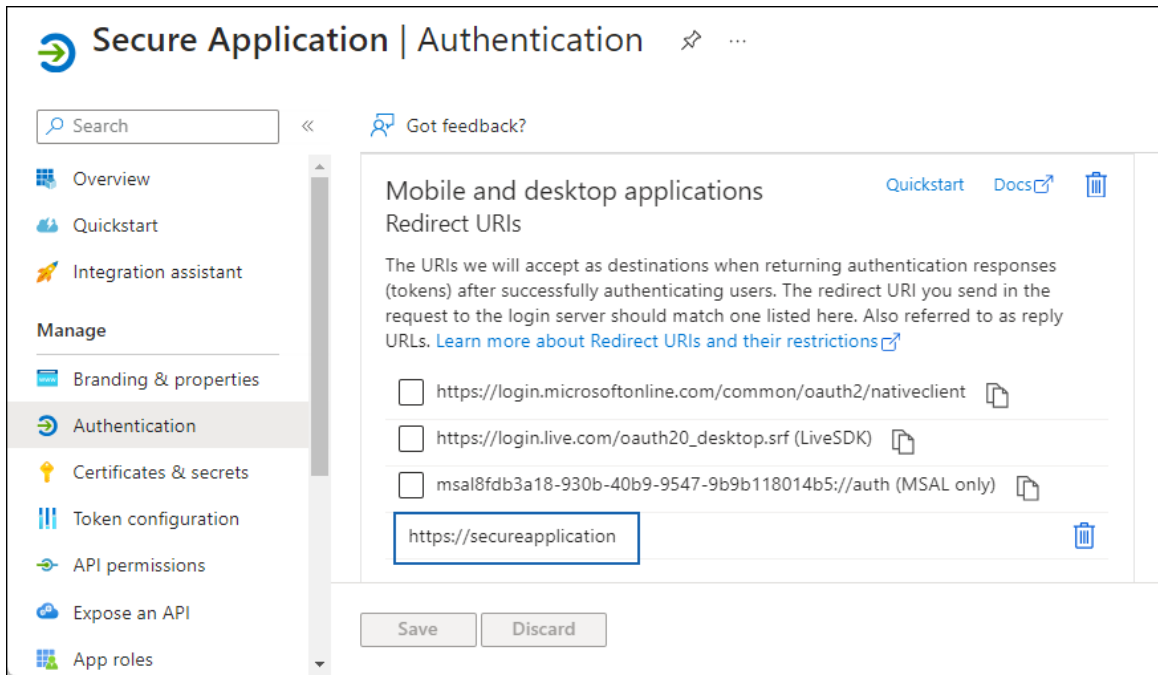 Secure Application | Authentication
Search
Got feedback?
Overview
Quickstart
Integration assistant
Manage
Branding & properties
Authentication
Certificates & secrets
Token configuration
API permissions
Expose an API
App roles
Mobile and desktop applications
Quickstart
Docs
Redirect URIs
The URIs we will accept as destinations when returning authentication responses
(tokens) after successfully authenticating users. The redirect URI you send in the
request to the login server should match one listed here. Also referred to as reply
URLs. Learn more about Redirect URIs and their restrictions
https://login.microsoftonline.com/common/oauth2/nativeclient
https://login.live.com/oauth20_desktop.srf (LiveSDK)
msal8fdb3a18-930b-40b9-9547-9b9b118014b5://auth (MSAL only)
https://secureapplication
Save
Discard